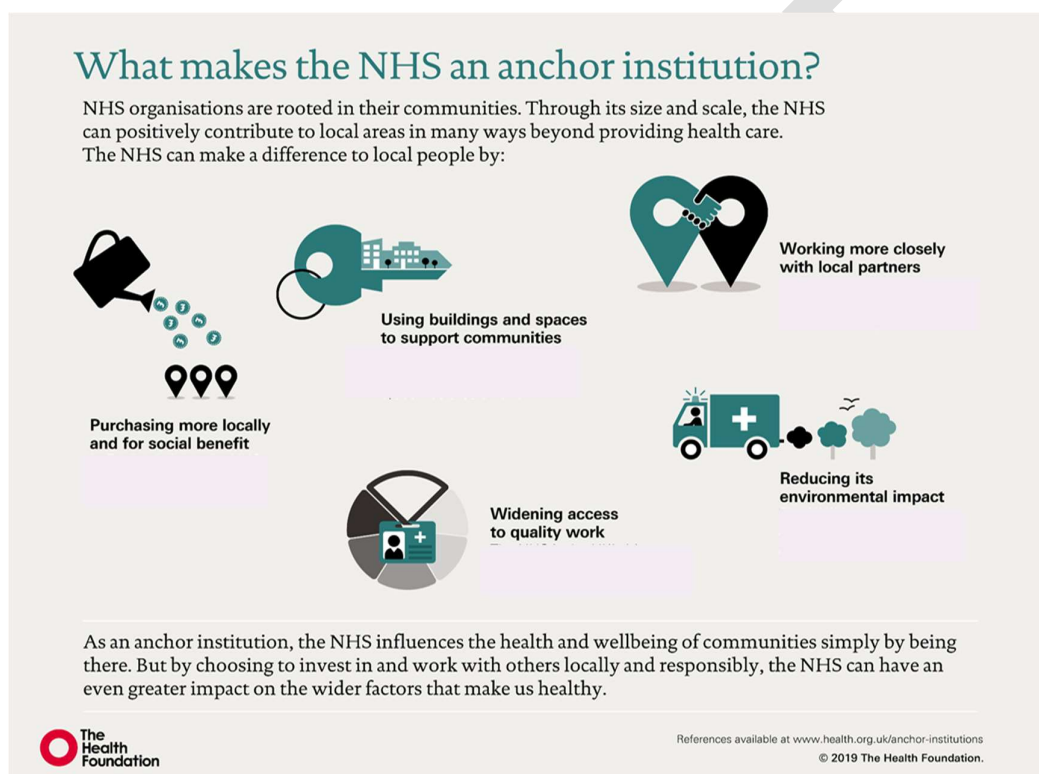 What makes the NHS an anchor institution?
NHS organisations are rooted in their communities. Through its size and scale, the NHS
can positively contribute to local areas in many ways beyond providing health care.
The NHS can make a difference to local people by:
Working more closely
with local partners
Using buildings and spaces
to support communities
Purchasing more locally
and for social benefit
Reducing its
environmental impact
Widening access
to quality work
As an anchor institution, the NHS influences the health and wellbeing of communities simply by being
there. But by choosing to invest in and work with others locally and responsibly, the NHS can have an
even greater impact on the wider factors that make us healthy.
The
Health
Foundation
References available at www.health.org.uk/anchor-institutions
© 2019 The Health Foundation.